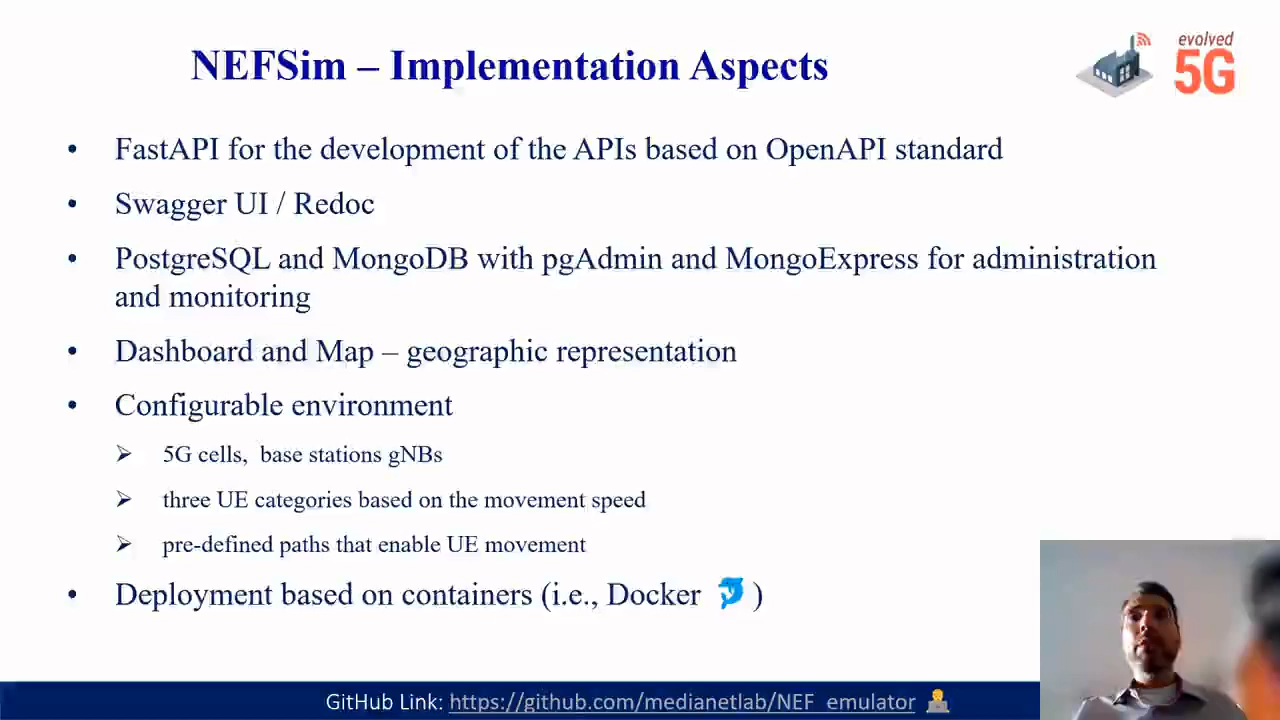 NEFSim – Implementation Aspects
evolved
5G
• FastAPI for the development of the APIs based on OpenAPI standard
• Swagger UI / Redoc
• PostgreSQL and MongoDB with pgAdmin and MongoExpress for administration
and monitoring
• Dashboard and Map – geographic representation
• Configurable environment
➢ 5G cells, base stations gNBs
➢ three UE categories based on the movement speed
➢ pre-defined paths that enable UE movement
• Deployment based on containers (i.e., Docker 🐬 )
GitHub Link: https://github.com/medianetlab/NEF_emulator 🧑‍💻